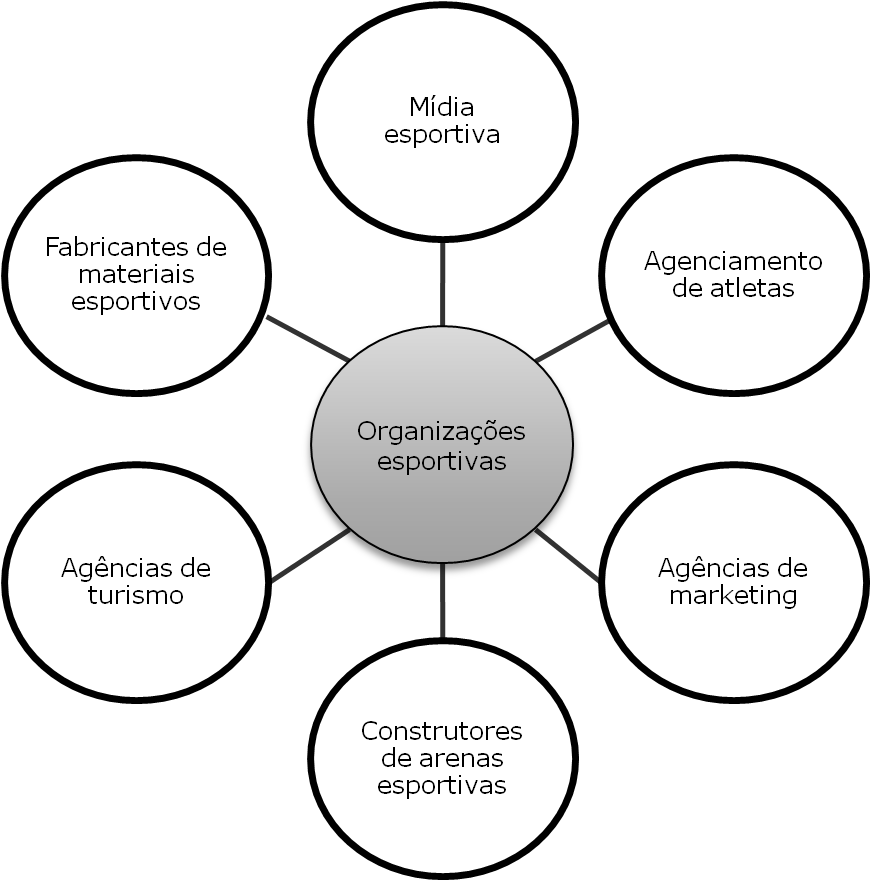 Mídia
esportiva
Fabricantes de
materiais
esportivos
Agenciamento
de atletas
Organizações
esportivas
Agências de
turismo
Agências de
marketing
Construtores
de arenas
esportivas